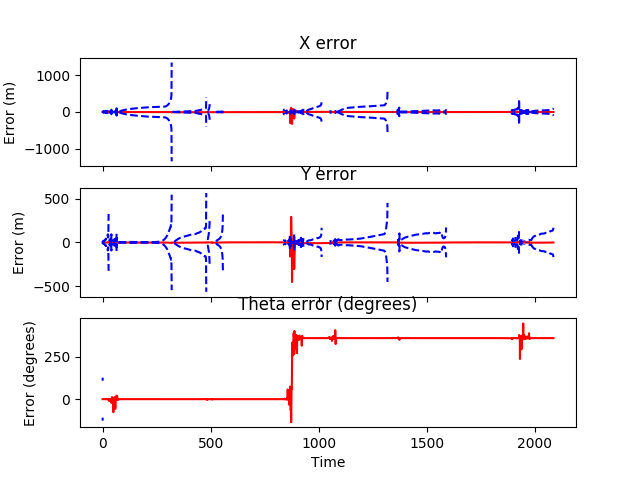 X error
1000
0
−1000
Error (m)
Y error
500
0
−500
Error (m)
Theta error (degrees)
250
0
Error (degrees)
0 500 1000 1500 2000
Time